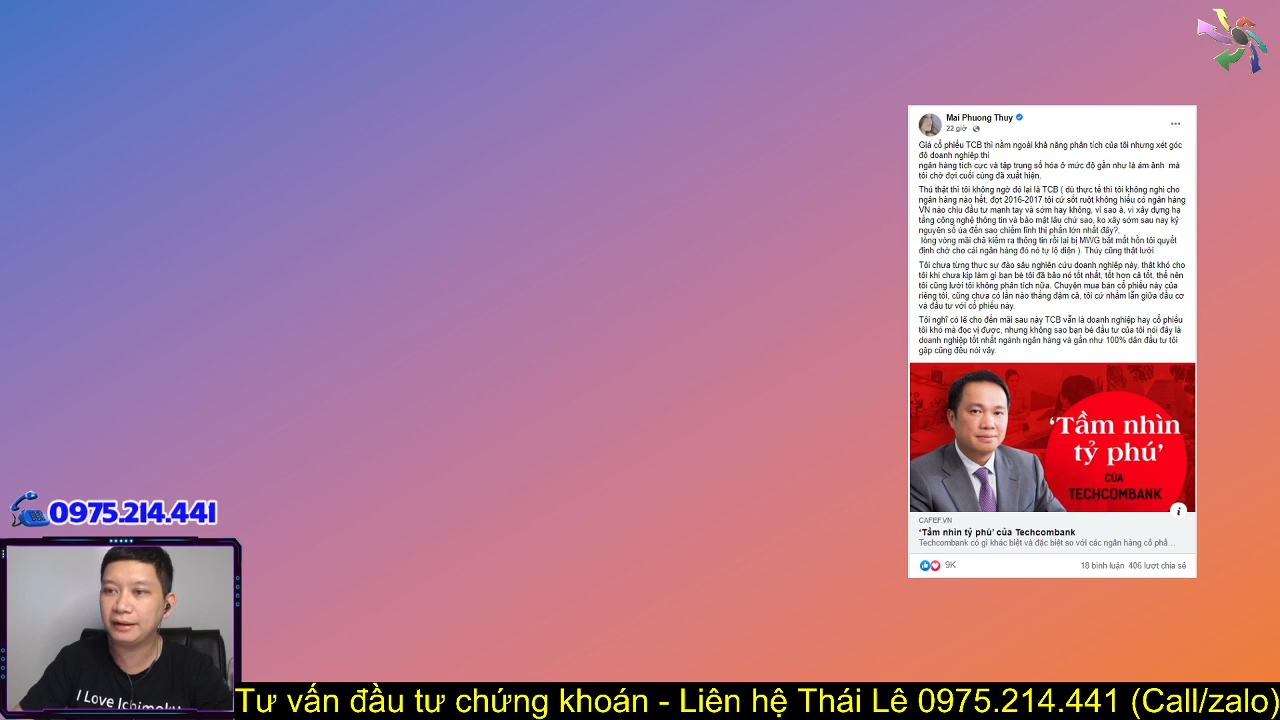 Mai Phuong Thuy
22 giờ
Giá cổ phiếu TCB thì nằm ngoài khả năng phân tích của tôi nhưng xét góc
độ doanh nghiệp thì
ngân hàng tích cực và tập trung số hóa ở mức độ gần như là ám ảnh mà
tôi chờ đợi cuối cùng đã xuất hiện.
Thú thật thì tôi không ngờ đó lại là TCB ( dù thực tế thì tôi không nghi cho
ngân hàng nào hết, đợt 2016-2017 tôi cứ sốt ruột không hiểu có ngân hàng
VN nào chịu đầu tư mạnh tay và sớm hay không, vì sao à, vì xây dựng hạ
tầng công nghệ thông tin và bảo mật lâu chứ sao, ko xây sớm sau này kỷ
nguyên số ùa đến sao chiếm lĩnh thị phần lớn nhất đây?,
lòng vòng mãi chả kiếm ra thông tin rồi lại bị MWG bắt mất hồn tôi quyết
định chờ cho cái ngân hàng đó nó tự lộ diện ). Thúy cũng thật lười.
Tôi chưa từng thực sự đào sâu nghiên cứu doanh nghiệp này, thật khó cho
tôi khi chưa kịp làm gì bạn bè tôi đã bảo nó tốt nhất, tốt hơn cả tốt, thế nên
tôi cũng lười tôi không phân tích nữa. Chuyện mua bán cổ phiếu này của
riêng tôi, cũng chưa có lần nào thắng đậm cả, tôi cứ nhầm lẫn giữa đầu cơ
và đầu tư với cổ phiếu này.
Tôi nghĩ có lẽ cho đến mãi sau này TCB vẫn là doanh nghiệp hay cổ phiếu
tôi khó mà đọc vị được, nhưng không sao bạn bè đầu tư của tôi nói đây là
doanh nghiệp tốt nhất ngành ngân hàng và gần như 100% dân đầu tư tôi
gặp cũng đều nói vậy.
‘Tầm nhìn
tỷ phú’
CỦA
TECHCOMBANK
CAFEF.VN
‘Tầm nhìn tỷ phú’ của Techcombank
Techcombank có gì khác biệt và đặc biệt so với các ngân hàng cổ phầ...
9K
18 bình luận 406 lượt chia sẻ
0975.214.441
I Love Ichimoku
Tư vấn đầu tư chứng khoán - Liên hệ Thái Lê 0975.214.441 (Call/zalo)